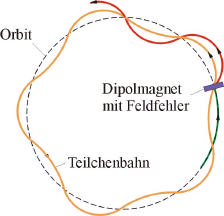 Orbit
Dipolmagnet
mit Feldfehler
Teilchenbahn